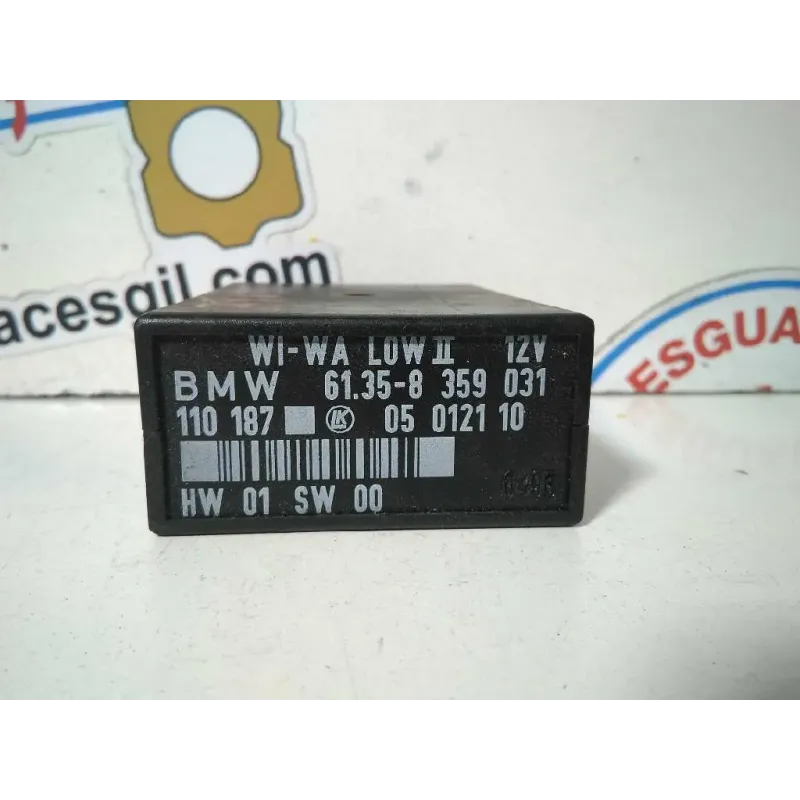 acesgil.com
ESGUA
WI-WA LOW II 12V
BMW 61.35-8 359 031
110 187 LK 05 0121 10
HW 01 SW 00